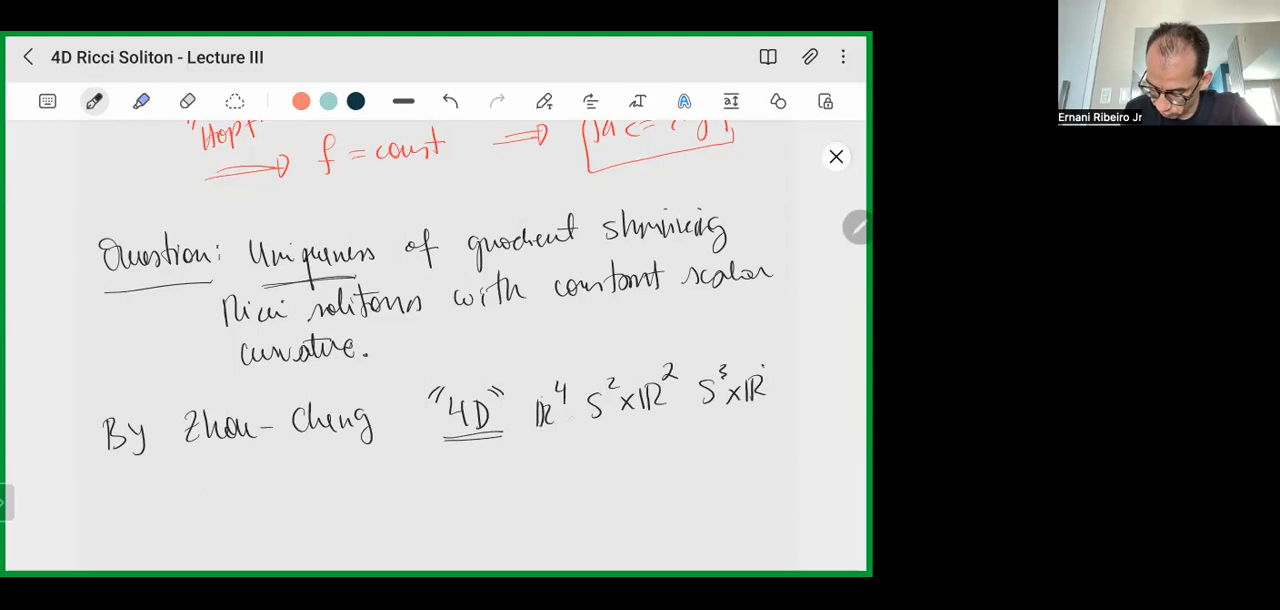 4D Ricci Soliton - Lecture III
Ernani Ribeiro Jr
"Hopf"
⟹ f = const ⟹
Question: Uniqueness of gradient shrinking
Ricci solitons with constant scalar
curvature.
By Zhou - Cheng "4D" ℝ⁴ S² × ℝ² S³ × ℝ